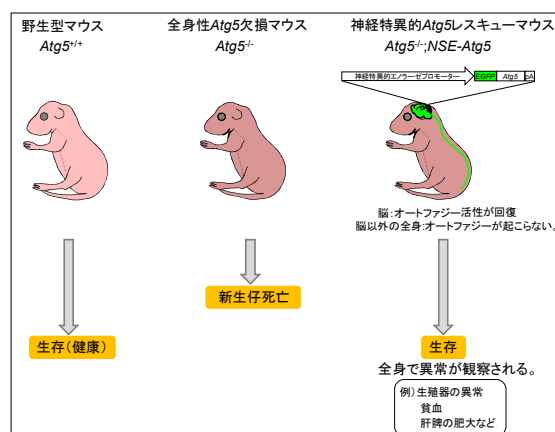 野生型マウス
Atg5+/+
全身性Atg5欠損マウス
Atg5-/-
神経特異的Atg5レスキューマウス
Atg5-/-;NSE-Atg5
神経特異的エノラーゼプロモーター EGFP Atg5 pA
脳:オートファジー活性が回復
脳以外の全身:オートファジーが起こらない。
新生仔死亡
生存(健康)
生存
全身で異常が観察される。
例)生殖器の異常
貧血
肝脾の肥大など